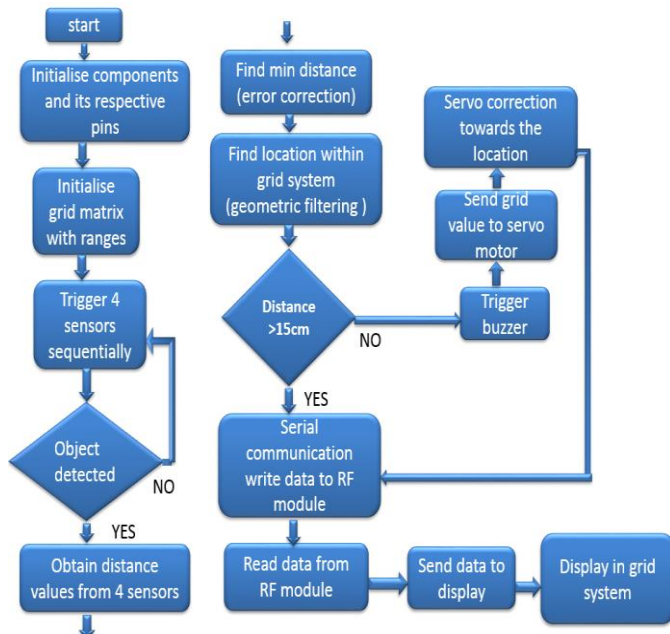 start
Initialise components
and its respective
pins
Initialise
grid matrix
with ranges
Trigger 4
sensors
sequentially
Object
detected
NO
YES
Obtain distance
values from 4 sensors
Find min distance
(error correction)
Find location within
grid system
(geometric filtering )
Distance
>15cm
NO
YES
Trigger
buzzer
Send grid
value to servo
motor
Servo correction
towards the
location
Serial
communication
write data to RF
module
Read data from
RF module
Send data to
display
Display in grid
system